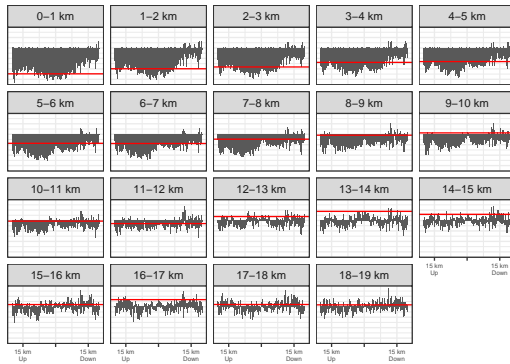 0–1 km 1–2 km 2–3 km 3–4 km 4–5 km
5–6 km 6–7 km 7–8 km 8–9 km 9–10 km
10–11 km 11–12 km 12–13 km 13–14 km 14–15 km
15 km 15 km
Up Down
15–16 km 16–17 km 17–18 km 18–19 km
15 km 15 km 15 km 15 km 15 km 15 km 15 km 15 km
Up Down Up Down Up Down Up Down